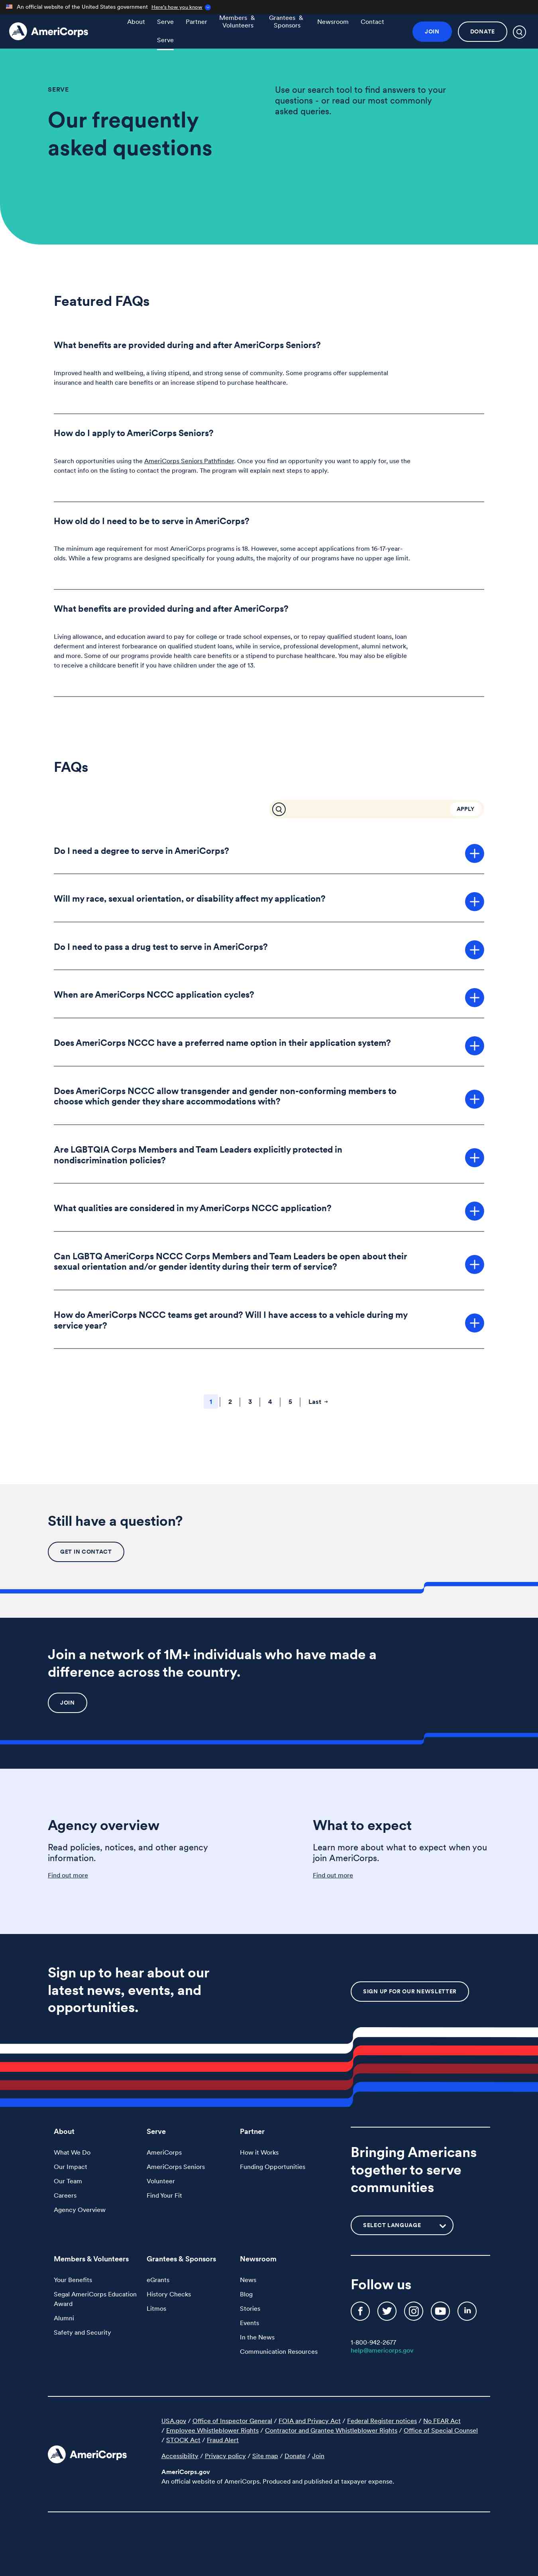 An official website of the United States government Here's how you know
AmeriCorps
About Serve Partner Members & Volunteers Grantees & Sponsors Newsroom Contact
Serve
JOIN DONATE
SERVE
Our frequently
asked questions
Use our search tool to find answers to your
questions - or read our most commonly
asked queries.
Featured FAQs
What benefits are provided during and after AmeriCorps Seniors?
Improved health and wellbeing, a living stipend, and strong sense of community. Some programs offer supplemental
insurance and health care benefits or an increase stipend to purchase healthcare.
How do I apply to AmeriCorps Seniors?
Search opportunities using the AmeriCorps Seniors Pathfinder. Once you find an opportunity you want to apply for, use the
contact info on the listing to contact the program. The program will explain next steps to apply.
How old do I need to be to serve in AmeriCorps?
The minimum age requirement for most AmeriCorps programs is 18. However, some accept applications from 16-17-year-
olds. While a few programs are designed specifically for young adults, the majority of our programs have no upper age limit.
What benefits are provided during and after AmeriCorps?
Living allowance, and education award to pay for college or trade school expenses, or to repay qualified student loans, loan
deferment and interest forbearance on qualified student loans, while in service, professional development, alumni network,
and more. Some of our programs provide health care benefits or a stipend to purchase healthcare. You may also be eligible
to receive a childcare benefit if you have children under the age of 13.
FAQs
APPLY
Do I need a degree to serve in AmeriCorps?
Will my race, sexual orientation, or disability affect my application?
Do I need to pass a drug test to serve in AmeriCorps?
When are AmeriCorps NCCC application cycles?
Does AmeriCorps NCCC have a preferred name option in their application system?
Does AmeriCorps NCCC allow transgender and gender non-conforming members to
choose which gender they share accommodations with?
Are LGBTQIA Corps Members and Team Leaders explicitly protected in
nondiscrimination policies?
What qualities are considered in my AmeriCorps NCCC application?
Can LGBTQ AmeriCorps NCCC Corps Members and Team Leaders be open about their
sexual orientation and/or gender identity during their term of service?
How do AmeriCorps NCCC teams get around? Will I have access to a vehicle during my
service year?
1 2 3 4 5 Last →
Still have a question?
GET IN CONTACT
Join a network of 1M+ individuals who have made a
difference across the country.
JOIN
Agency overview
Read policies, notices, and other agency
information.
Find out more
What to expect
Learn more about what to expect when you
join AmeriCorps.
Find out more
Sign up to hear about our
latest news, events, and
opportunities.
SIGN UP FOR OUR NEWSLETTER
About
What We Do
Our Impact
Our Team
Careers
Agency Overview
Serve
AmeriCorps
AmeriCorps Seniors
Volunteer
Find Your Fit
Partner
How it Works
Funding Opportunities
Bringing Americans
together to serve
communities
SELECT LANGUAGE
Members & Volunteers
Your Benefits
Segal AmeriCorps Education
Award
Alumni
Safety and Security
Grantees & Sponsors
eGrants
History Checks
Litmos
Newsroom
News
Blog
Stories
Events
In the News
Communication Resources
Follow us
1-800-942-2677
help@americorps.gov
AmeriCorps
USA.gov / Office of Inspector General / FOIA and Privacy Act / Federal Register notices / No FEAR Act
/ Employee Whistleblower Rights / Contractor and Grantee Whistleblower Rights / Office of Special Counsel
/ STOCK Act / Fraud Alert
Accessibility / Privacy policy / Site map / Donate / Join
AmeriCorps.gov
An official website of AmeriCorps. Produced and published at taxpayer expense.